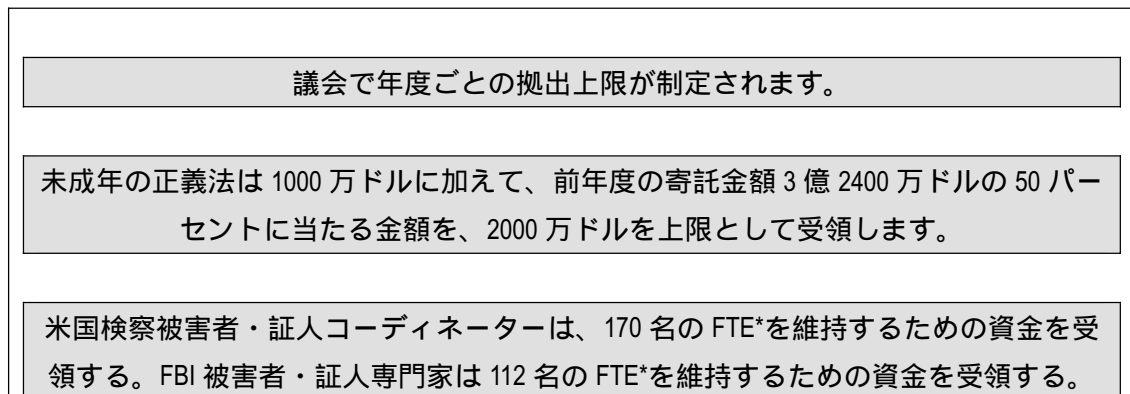 議会で年度ごとの拠出上限が制定されます。
未成年の正義法は 1000 万ドルに加えて、前年度の寄託金額 3 億 2400 万ドルの 50 パー
セントに当たる金額を、2000 万ドルを上限として受領します。
米国検察被害者・証人コーディネーターは、170 名の FTE*を維持するための資金を受
領する。FBI 被害者・証人専門家は 112 名の FTE*を維持するための資金を受領する。